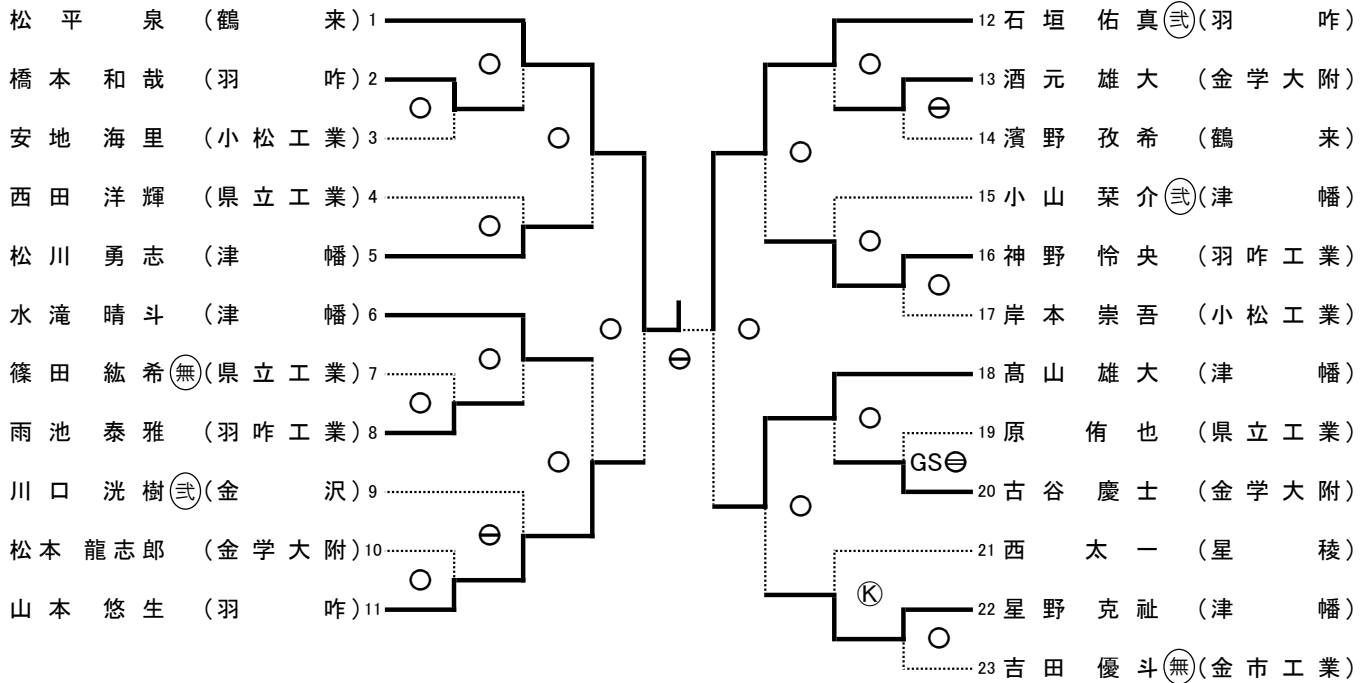 松平 泉 (鶴来) 1
橋本 和哉 (羽咋) 2
安地 海里 (小松工業) 3
西田 洋輝 (県立工業) 4
松川 勇志 (津幡) 5
水滝 晴斗 (津幡) 6
篠田 紘希 無 (県立工業) 7
雨池 泰雅 (羽咋工業) 8
川口 洸樹 弐 (金沢) 9
松本 龍志郎 (金学大附) 10
山本 悠生 (羽咋) 11
12 石垣 佑真 弐 (羽咋)
13 酒元 雄大 (金学大附)
14 濱野 孜希 (鶴来)
15 小山 栞介 弐 (津幡)
16 神野 怜央 (羽咋工業)
17 岸本 崇吾 (小松工業)
18 髙山 雄大 (津幡)
19 原 侑也 (県立工業)
GS
20 古谷 慶士 (金学大附)
21 西 太一 (星稜)
Ⓚ
22 星野 克祉 (津幡)
23 吉田 優斗 無 (金市工業)